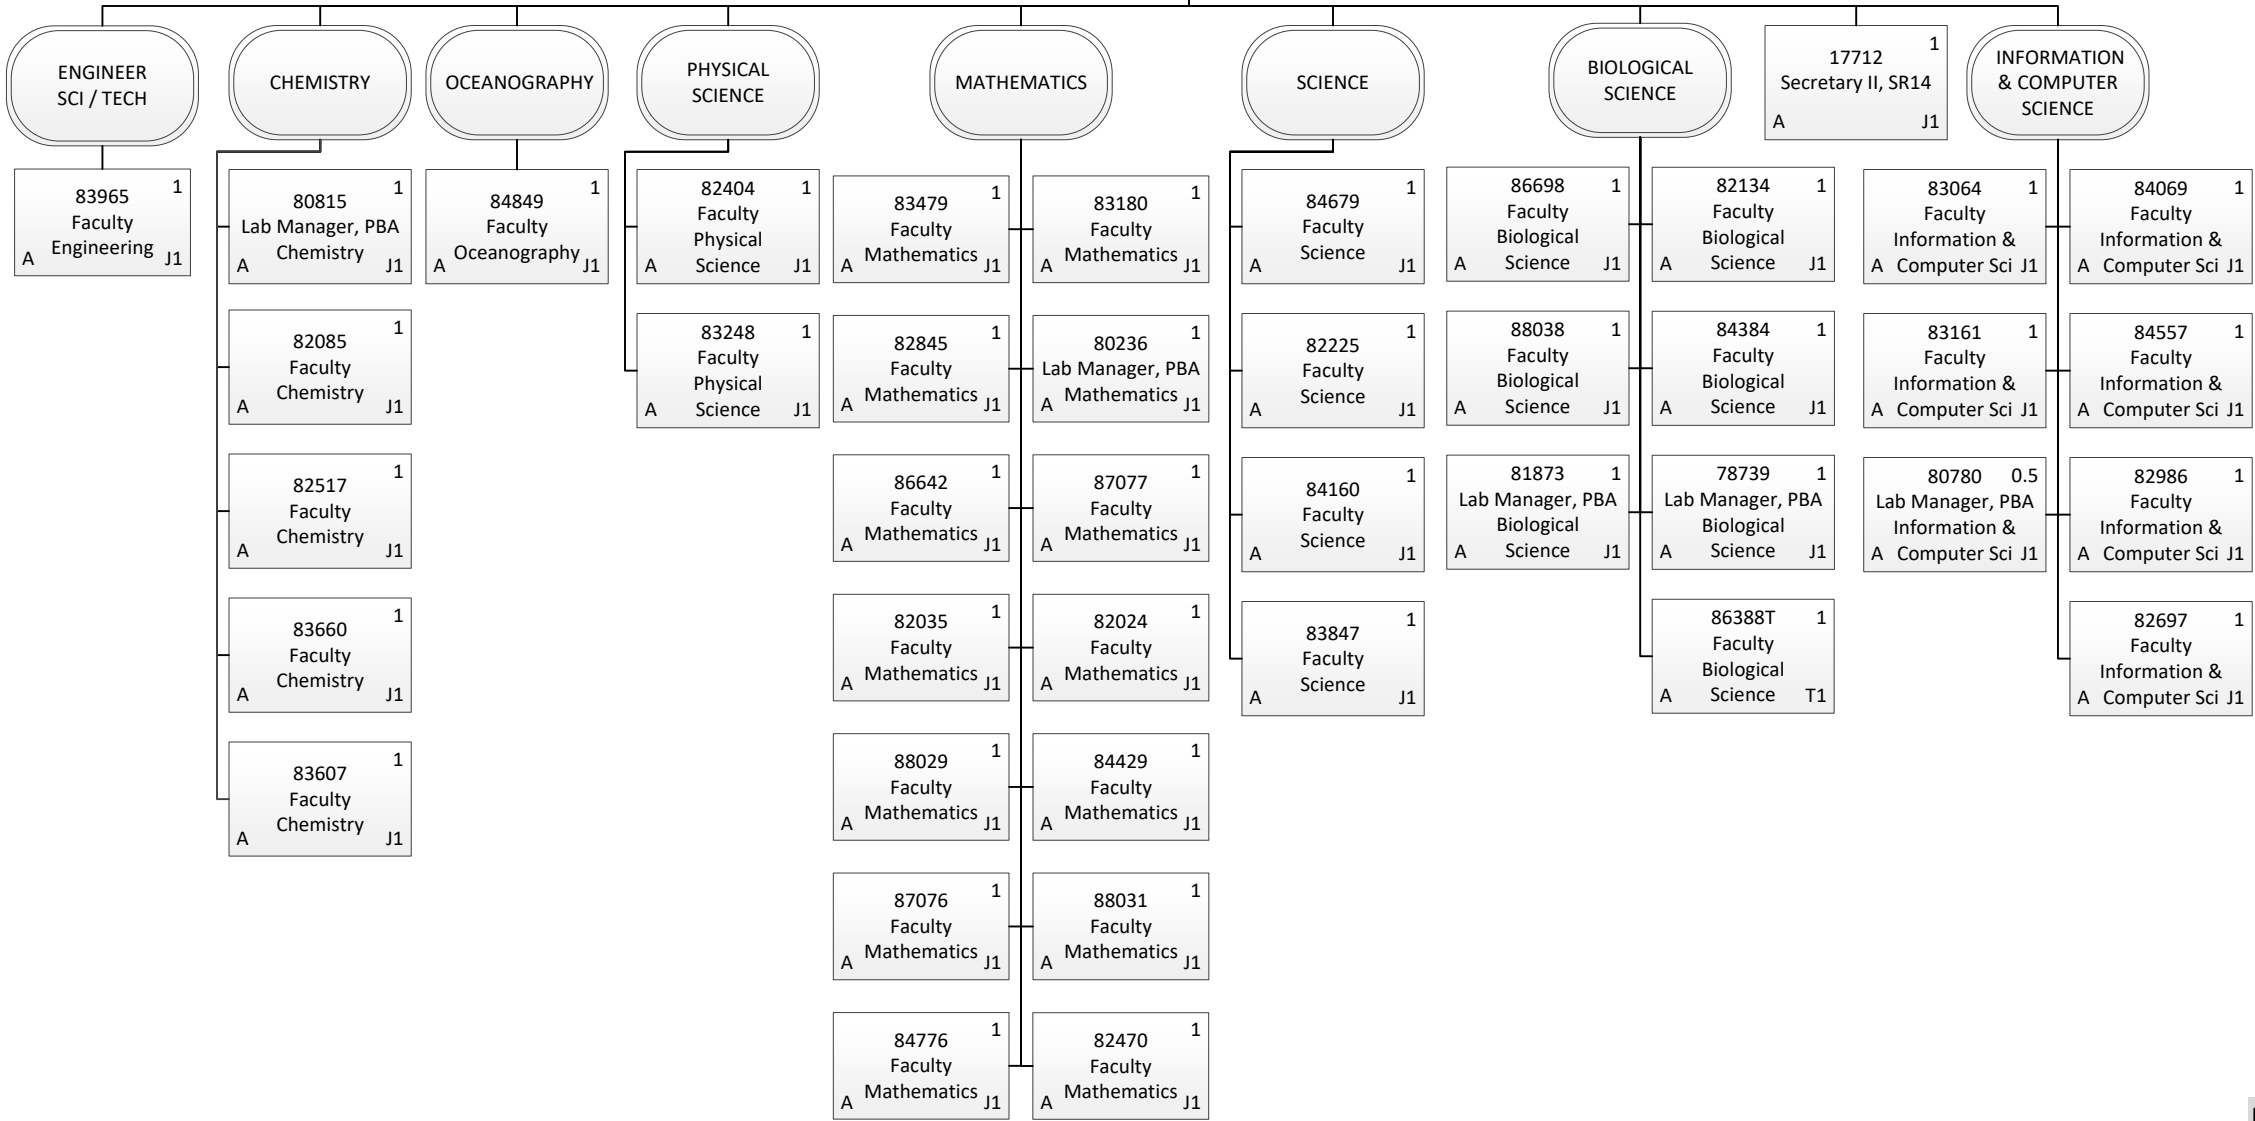 ENGINEER
SCI / TECH
83965 1
Faculty
Engineering
A J1
CHEMISTRY
80815 1
Lab Manager, PBA
Chemistry
A J1
82085 1
Faculty
Chemistry
A J1
82517 1
Faculty
Chemistry
A J1
83660 1
Faculty
Chemistry
A J1
83607 1
Faculty
Chemistry
A J1
OCEANOGRAPHY
84849 1
Faculty
Oceanography
A J1
PHYSICAL
SCIENCE
82404 1
Faculty
Physical
A Science J1
83248 1
Faculty
Physical
A Science J1
MATHEMATICS
83479 1
Faculty
Mathematics
A J1
83180 1
Faculty
Mathematics
A J1
82845 1
Faculty
Mathematics
A J1
80236 1
Lab Manager, PBA
Mathematics
A J1
86642 1
Faculty
Mathematics
A J1
87077 1
Faculty
Mathematics
A J1
82035 1
Faculty
Mathematics
A J1
82024 1
Faculty
Mathematics
A J1
88029 1
Faculty
Mathematics
A J1
84429 1
Faculty
Mathematics
A J1
87076 1
Faculty
Mathematics
A J1
88031 1
Faculty
Mathematics
A J1
84776 1
Faculty
Mathematics
A J1
82470 1
Faculty
Mathematics
A J1
SCIENCE
84679 1
Faculty
Science
A J1
82225 1
Faculty
Science
A J1
84160 1
Faculty
Science
A J1
83847 1
Faculty
Science
A J1
BIOLOGICAL
SCIENCE
86698 1
Faculty
Biological
A Science J1
82134 1
Faculty
Biological
A Science J1
88038 1
Faculty
Biological
A Science J1
84384 1
Faculty
Biological
A Science J1
81873 1
Lab Manager, PBA
Biological
A Science J1
78739 1
Lab Manager, PBA
Biological
A Science J1
86388T 1
Faculty
Biological
A Science T1
17712 1
Secretary II, SR14
A J1
INFORMATION
& COMPUTER
SCIENCE
83064 1
Faculty
Information &
A Computer Sci J1
84069 1
Faculty
Information &
A Computer Sci J1
83161 1
Faculty
Information &
A Computer Sci J1
84557 1
Faculty
Information &
A Computer Sci J1
80780 0.5
Lab Manager, PBA
Information &
A Computer Sci J1
82986 1
Faculty
Information &
A Computer Sci J1
82697 1
Faculty
Information &
A Computer Sci J1